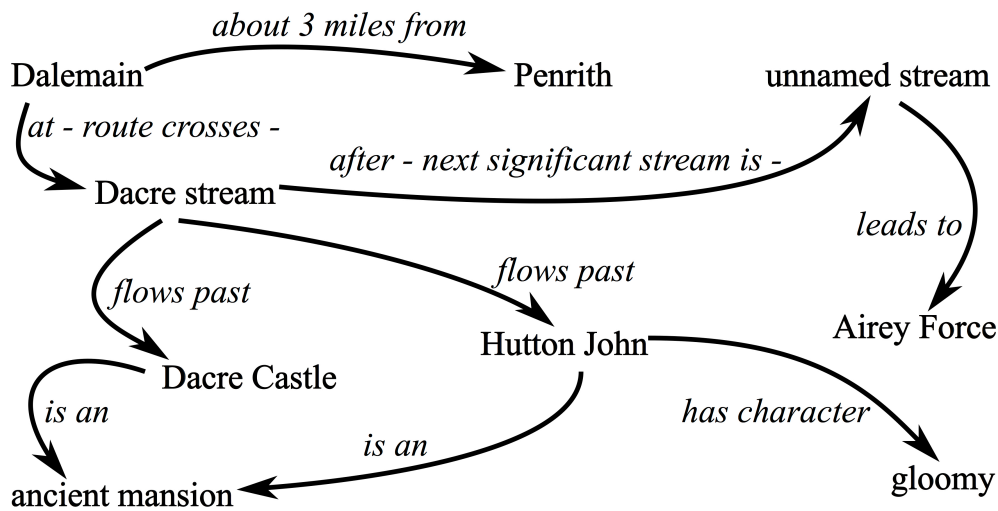 about 3 miles from
Dalemain
Penrith
unnamed stream
at - route crosses -
after - next significant stream is -
Dacre stream
leads to
flows past
flows past
Airey Force
Hutton John
Dacre Castle
is an
has character
is an
gloomy
ancient mansion